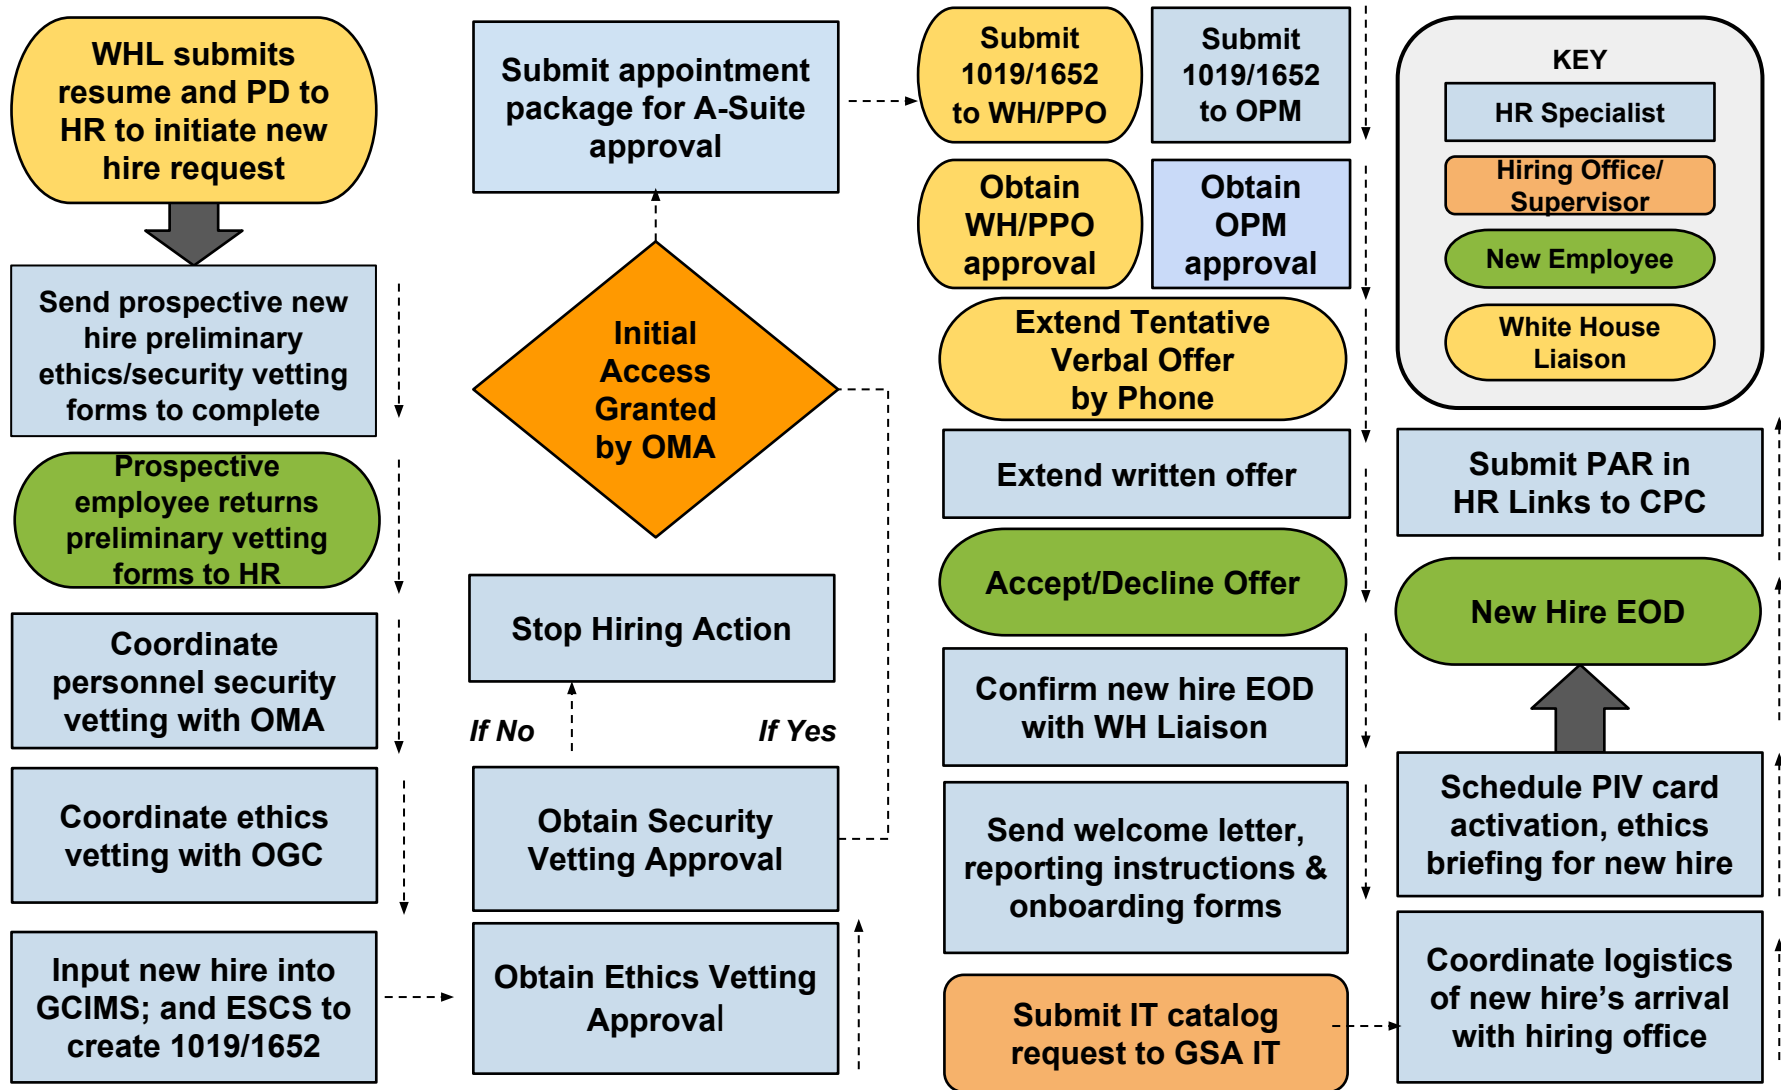 WHL submits
resume and PD to
HR to initiate new
hire request
Send prospective new
hire preliminary
ethics/security vetting
forms to complete
Prospective
employee returns
preliminary vetting
forms to HR
Coordinate
personnel security
vetting with OMA
Coordinate ethics
vetting with OGC
Input new hire into
GCIMS; and ESCS to
create 1019/1652
Submit appointment
package for A-Suite
approval
Initial
Access
Granted
by OMA
Stop Hiring Action
If No
If Yes
Obtain Security
Vetting Approval
Obtain Ethics Vetting
Approval
Submit
1019/1652
to WH/PPO
Submit
1019/1652
to OPM
Obtain
WH/PPO
approval
Obtain
OPM
approval
Extend Tentative
Verbal Offer
by Phone
Extend written offer
Accept/Decline Offer
Confirm new hire EOD
with WH Liaison
Send welcome letter,
reporting instructions &
onboarding forms
Submit IT catalog
request to GSA IT
KEY
HR Specialist
Hiring Office/
Supervisor
New Employee
White House
Liaison
Submit PAR in
HR Links to CPC
New Hire EOD
Schedule PIV card
activation, ethics
briefing for new hire
Coordinate logistics
of new hire’s arrival
with hiring office